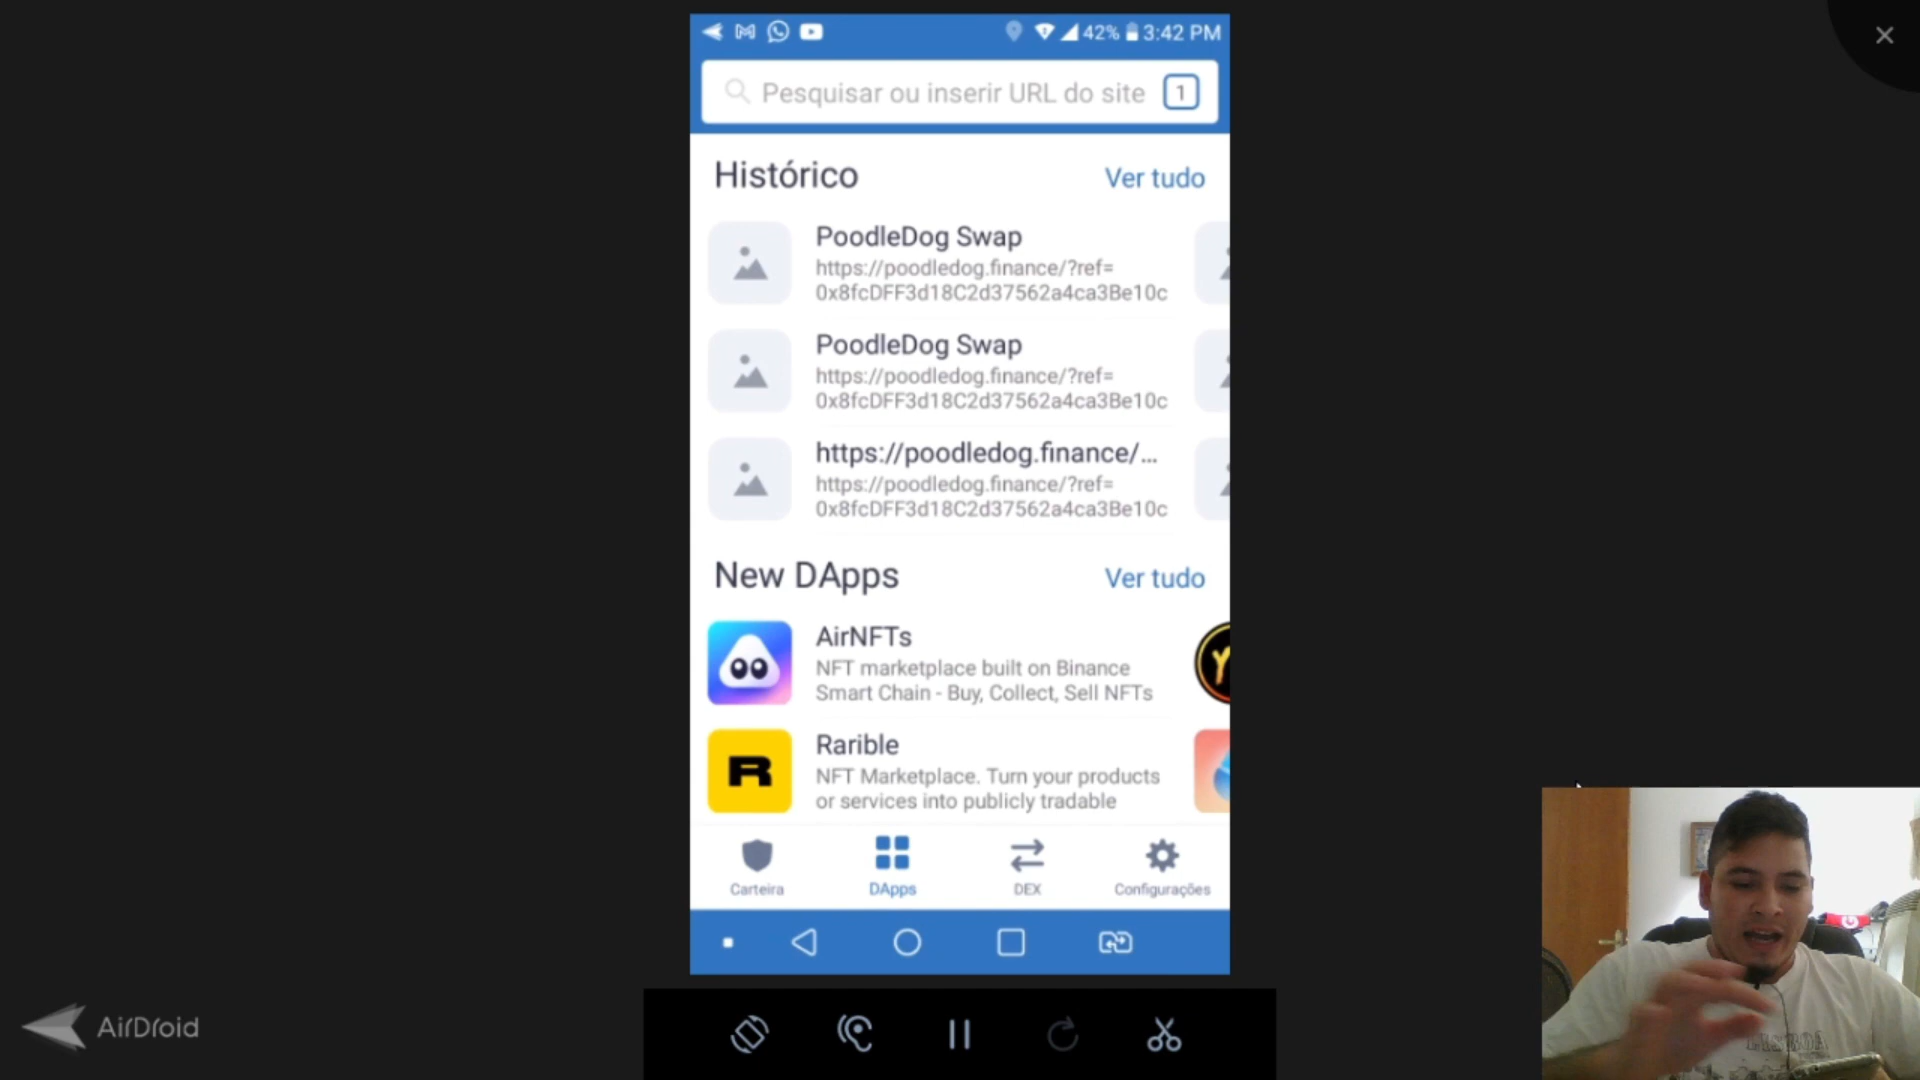 42% 3:42 PM
Pesquisar ou inserir URL do site 1
Histórico Ver tudo
PoodleDog Swap
https://poodledog.finance/?ref=
0x8fcDFF3d18C2d37562a4ca3Be10c
PoodleDog Swap
https://poodledog.finance/?ref=
0x8fcDFF3d18C2d37562a4ca3Be10c
https://poodledog.finance/...
https://poodledog.finance/?ref=
0x8fcDFF3d18C2d37562a4ca3Be10c
New DApps Ver tudo
AirNFTs
NFT marketplace built on Binance
Smart Chain - Buy, Collect, Sell NFTs
R
Rarible
NFT Marketplace. Turn your products
or services into publicly tradable
Carteira DApps DEX Configurações
AirDroid